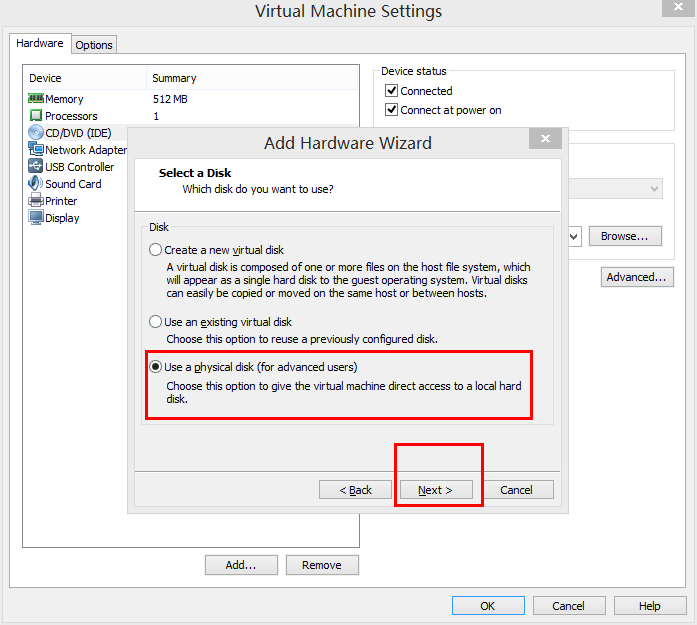 Virtual Machine Settings
Hardware
Options
Device Summary
Memory 512 MB
Processors 1
CD/DVD (IDE)
Network Adapter
USB Controller
Sound Card
Printer
Display
Device status
Connected
Connect at power on
Browse...
Advanced...
Add Hardware Wizard
Select a Disk
Which disk do you want to use?
Disk
Create a new virtual disk
A virtual disk is composed of one or more files on the host file system, which
will appear as a single hard disk to the guest operating system. Virtual disks
can easily be copied or moved on the same host or between hosts.
Use an existing virtual disk
Choose this option to reuse a previously configured disk.
Use a physical disk (for advanced users)
Choose this option to give the virtual machine direct access to a local hard
disk.
< Back Next > Cancel
Add... Remove
OK Cancel Help